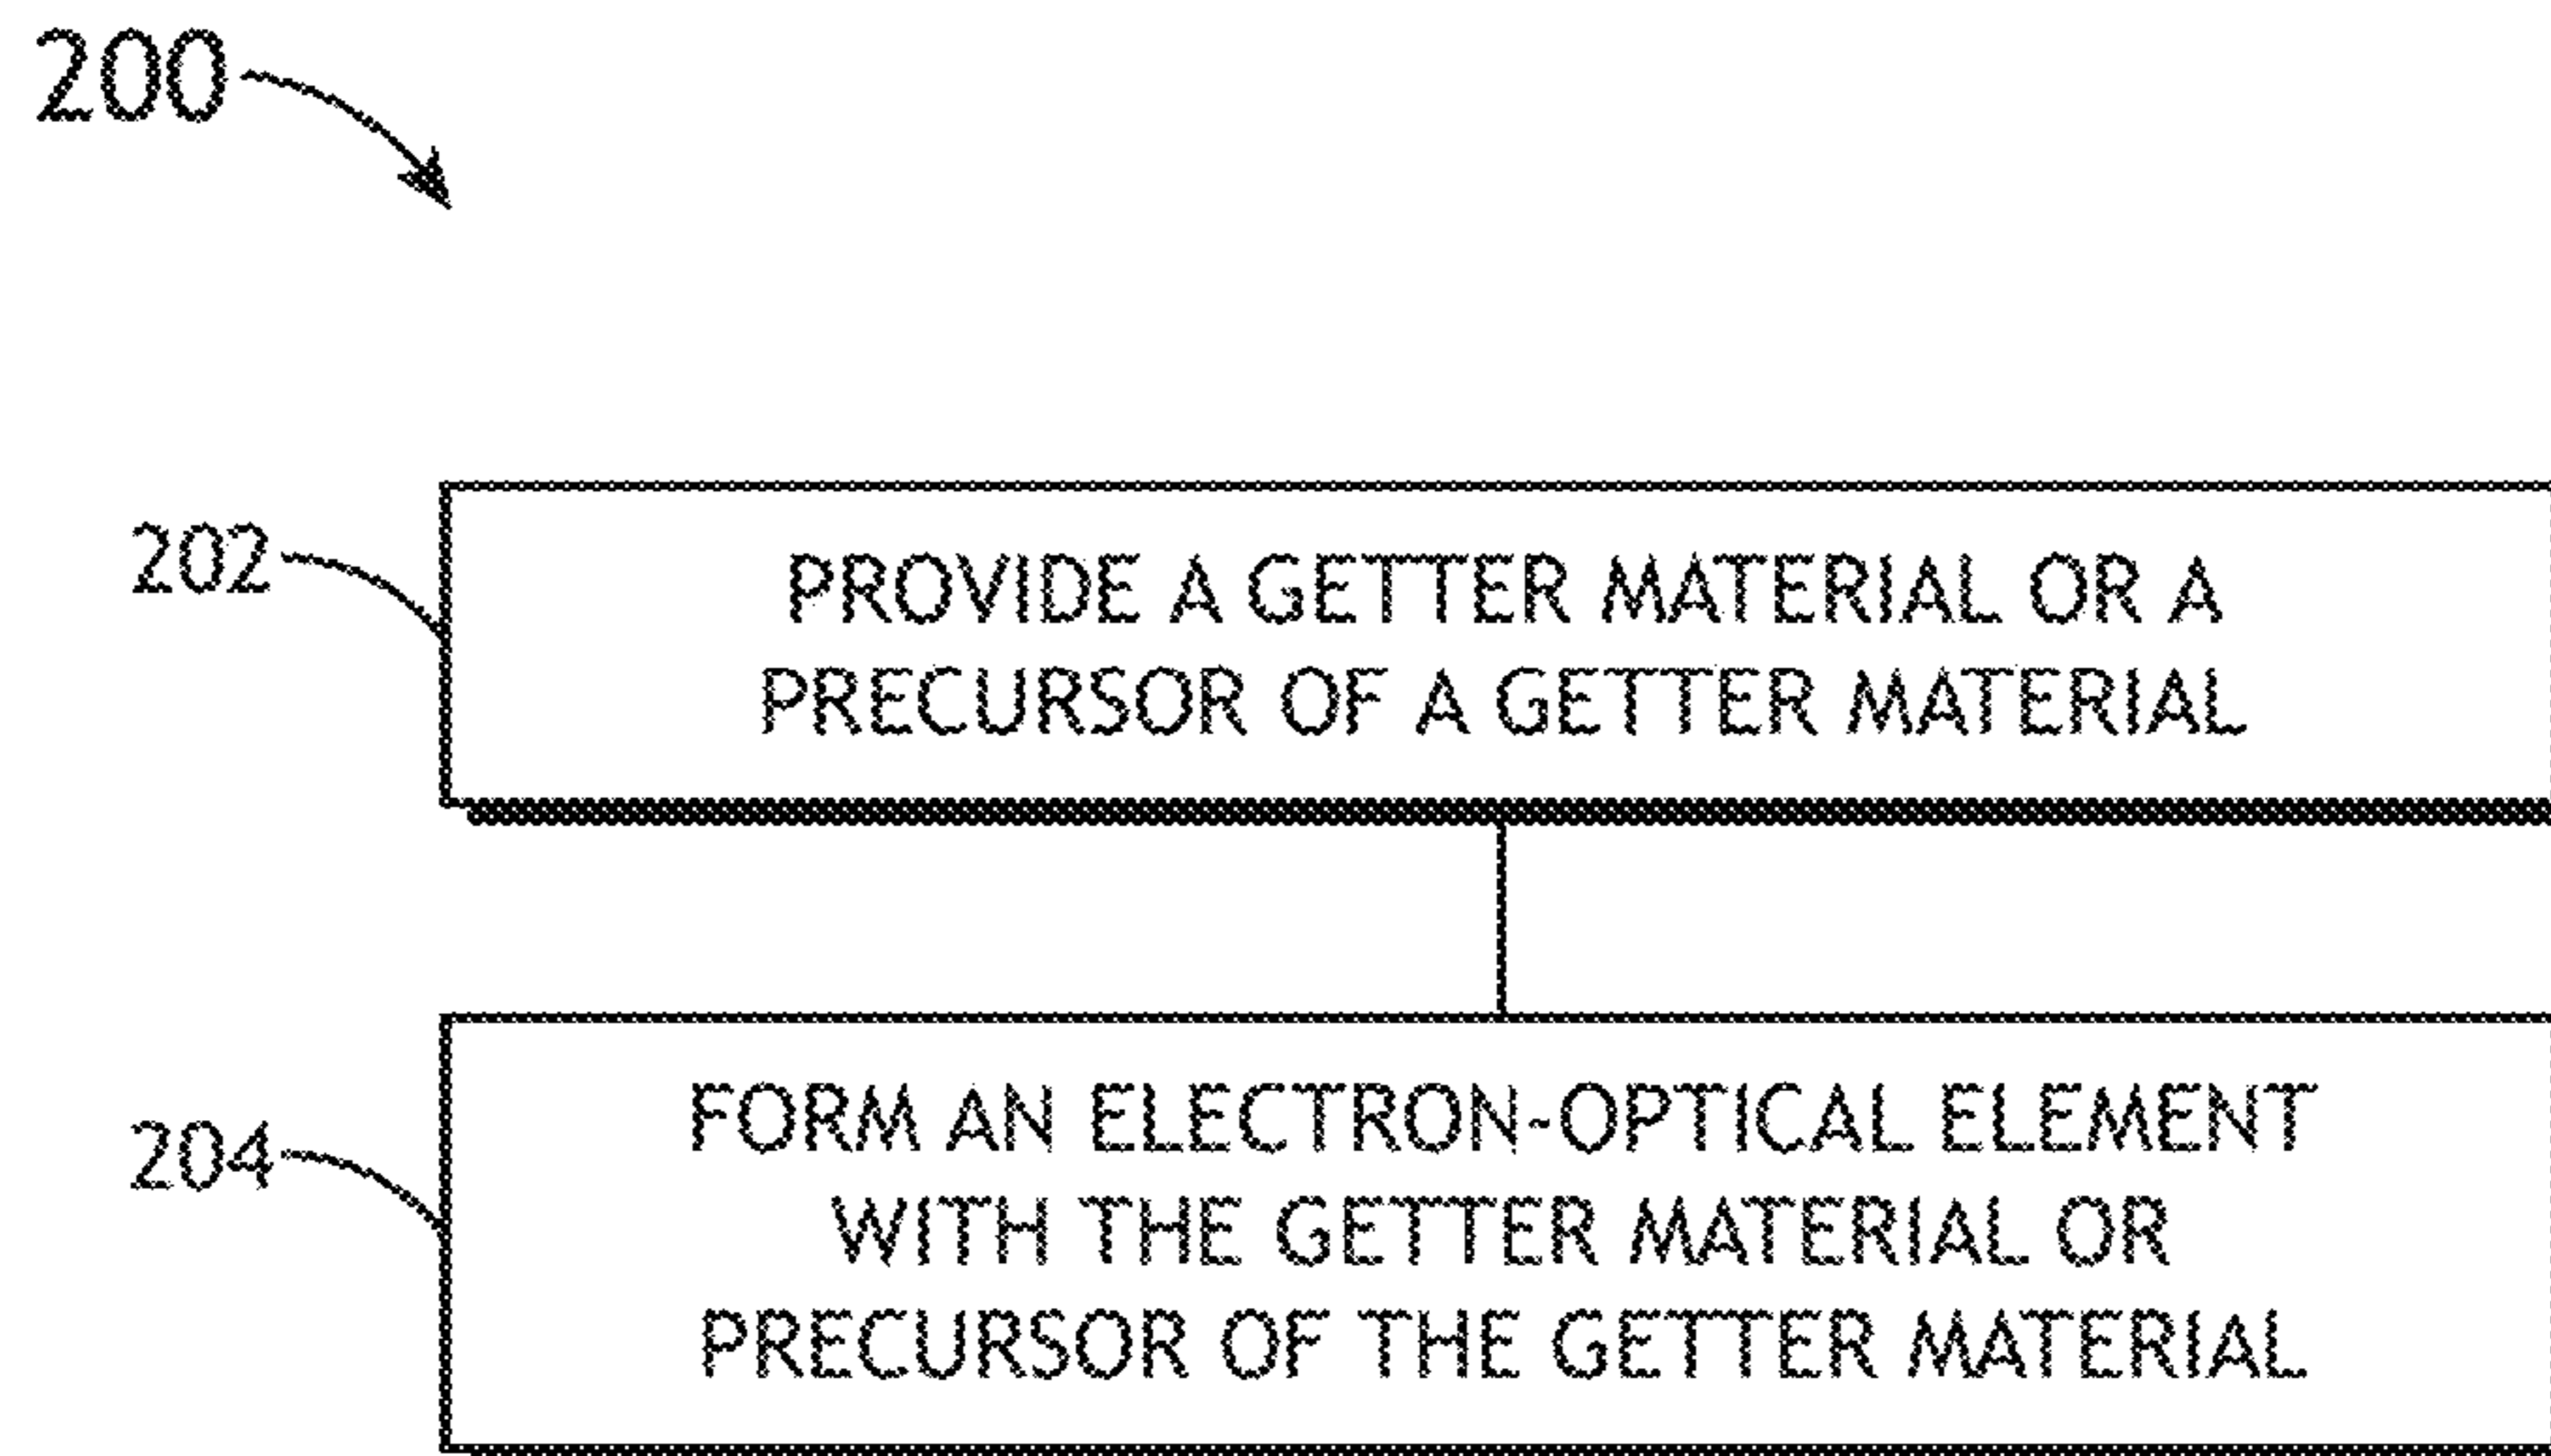 200
202
PROVIDE A GETTER MATERIAL OR A
PRECURSOR OF A GETTER MATERIAL
204
FORM AN ELECTRON-OPTICAL ELEMENT
WITH THE GETTER MATERIAL OR
PRECURSOR OF THE GETTER MATERIAL